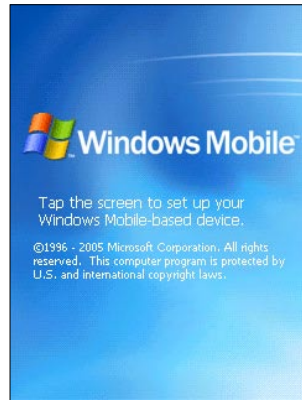 Windows Mobile™
Tap the screen to set up your
Windows Mobile-based device.
©1996 - 2005 Microsoft Corporation. All rights
reserved. This computer program is protected by
U.S. and international copyright laws.